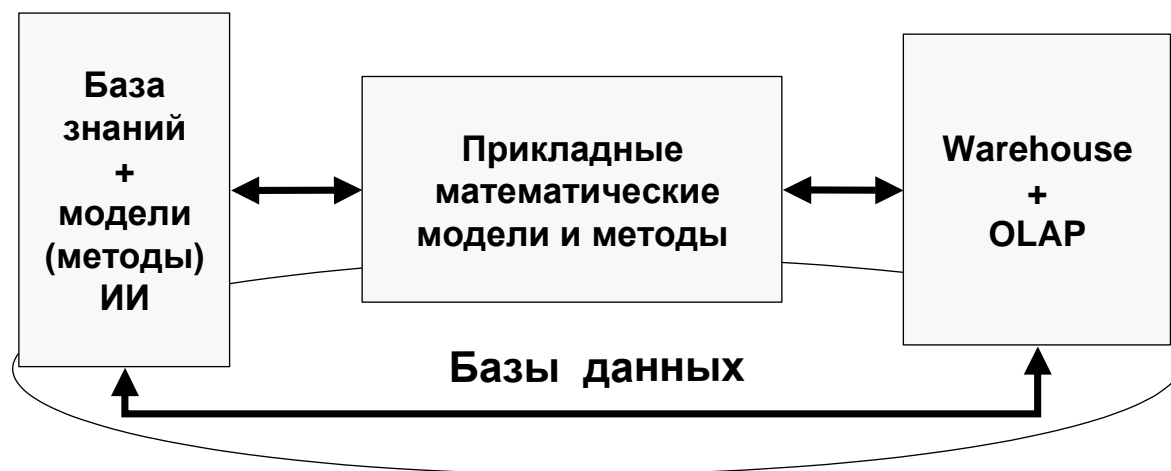 База
знаний
+
модели
(методы)
ИИ
Прикладные
математические
модели и методы
Warehouse
+
OLAP
Базы данных